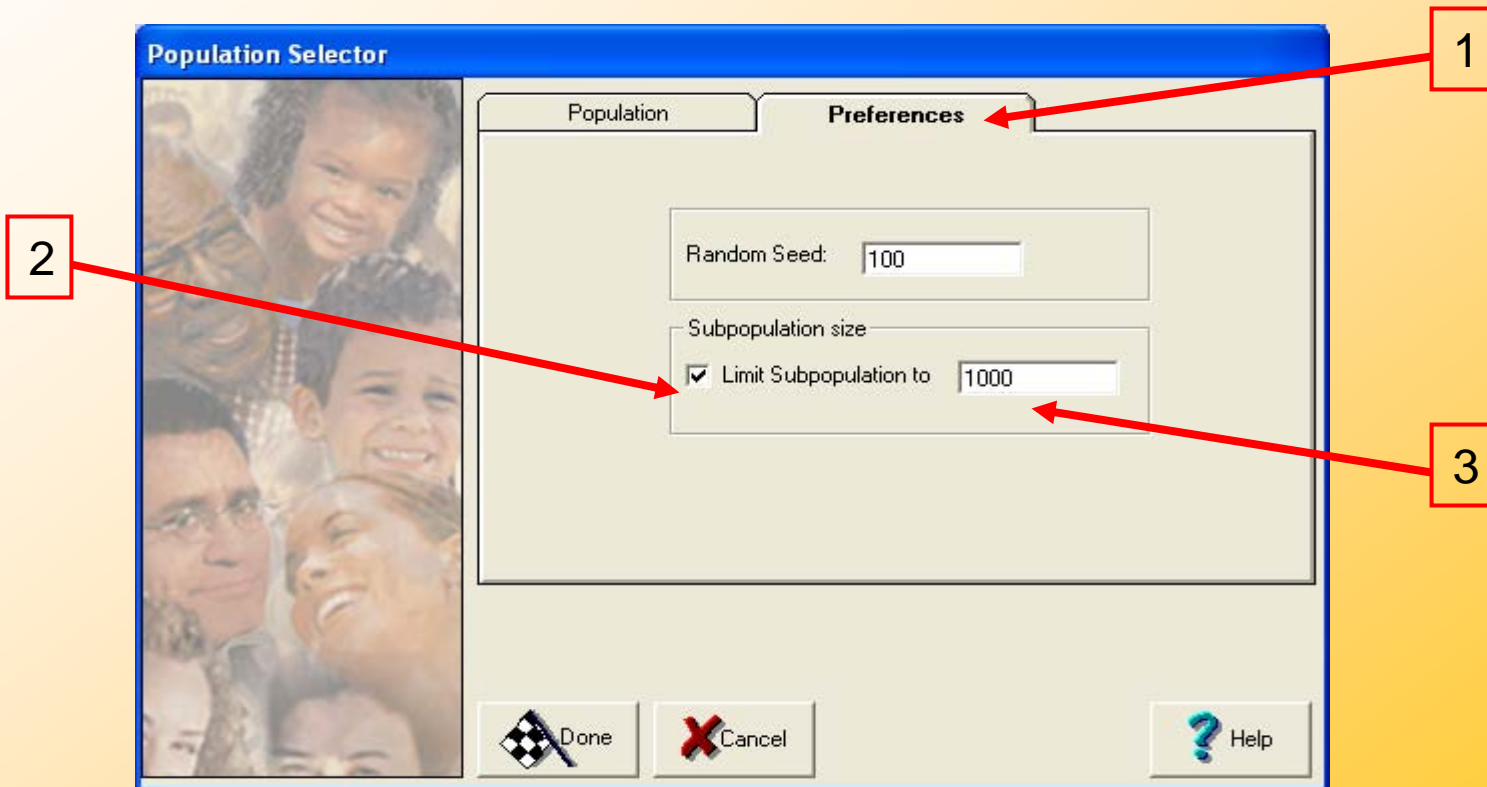 1
Population Selector
Population Preferences
2
Random Seed: 100
Subpopulation size
Limit Subpopulation to 1000
3
Done Cancel Help